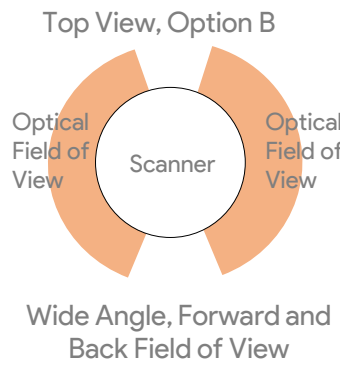 Top View, Option B
Optical
Field of
View
Scanner
Optical
Field of
View
Wide Angle, Forward and
Back Field of View